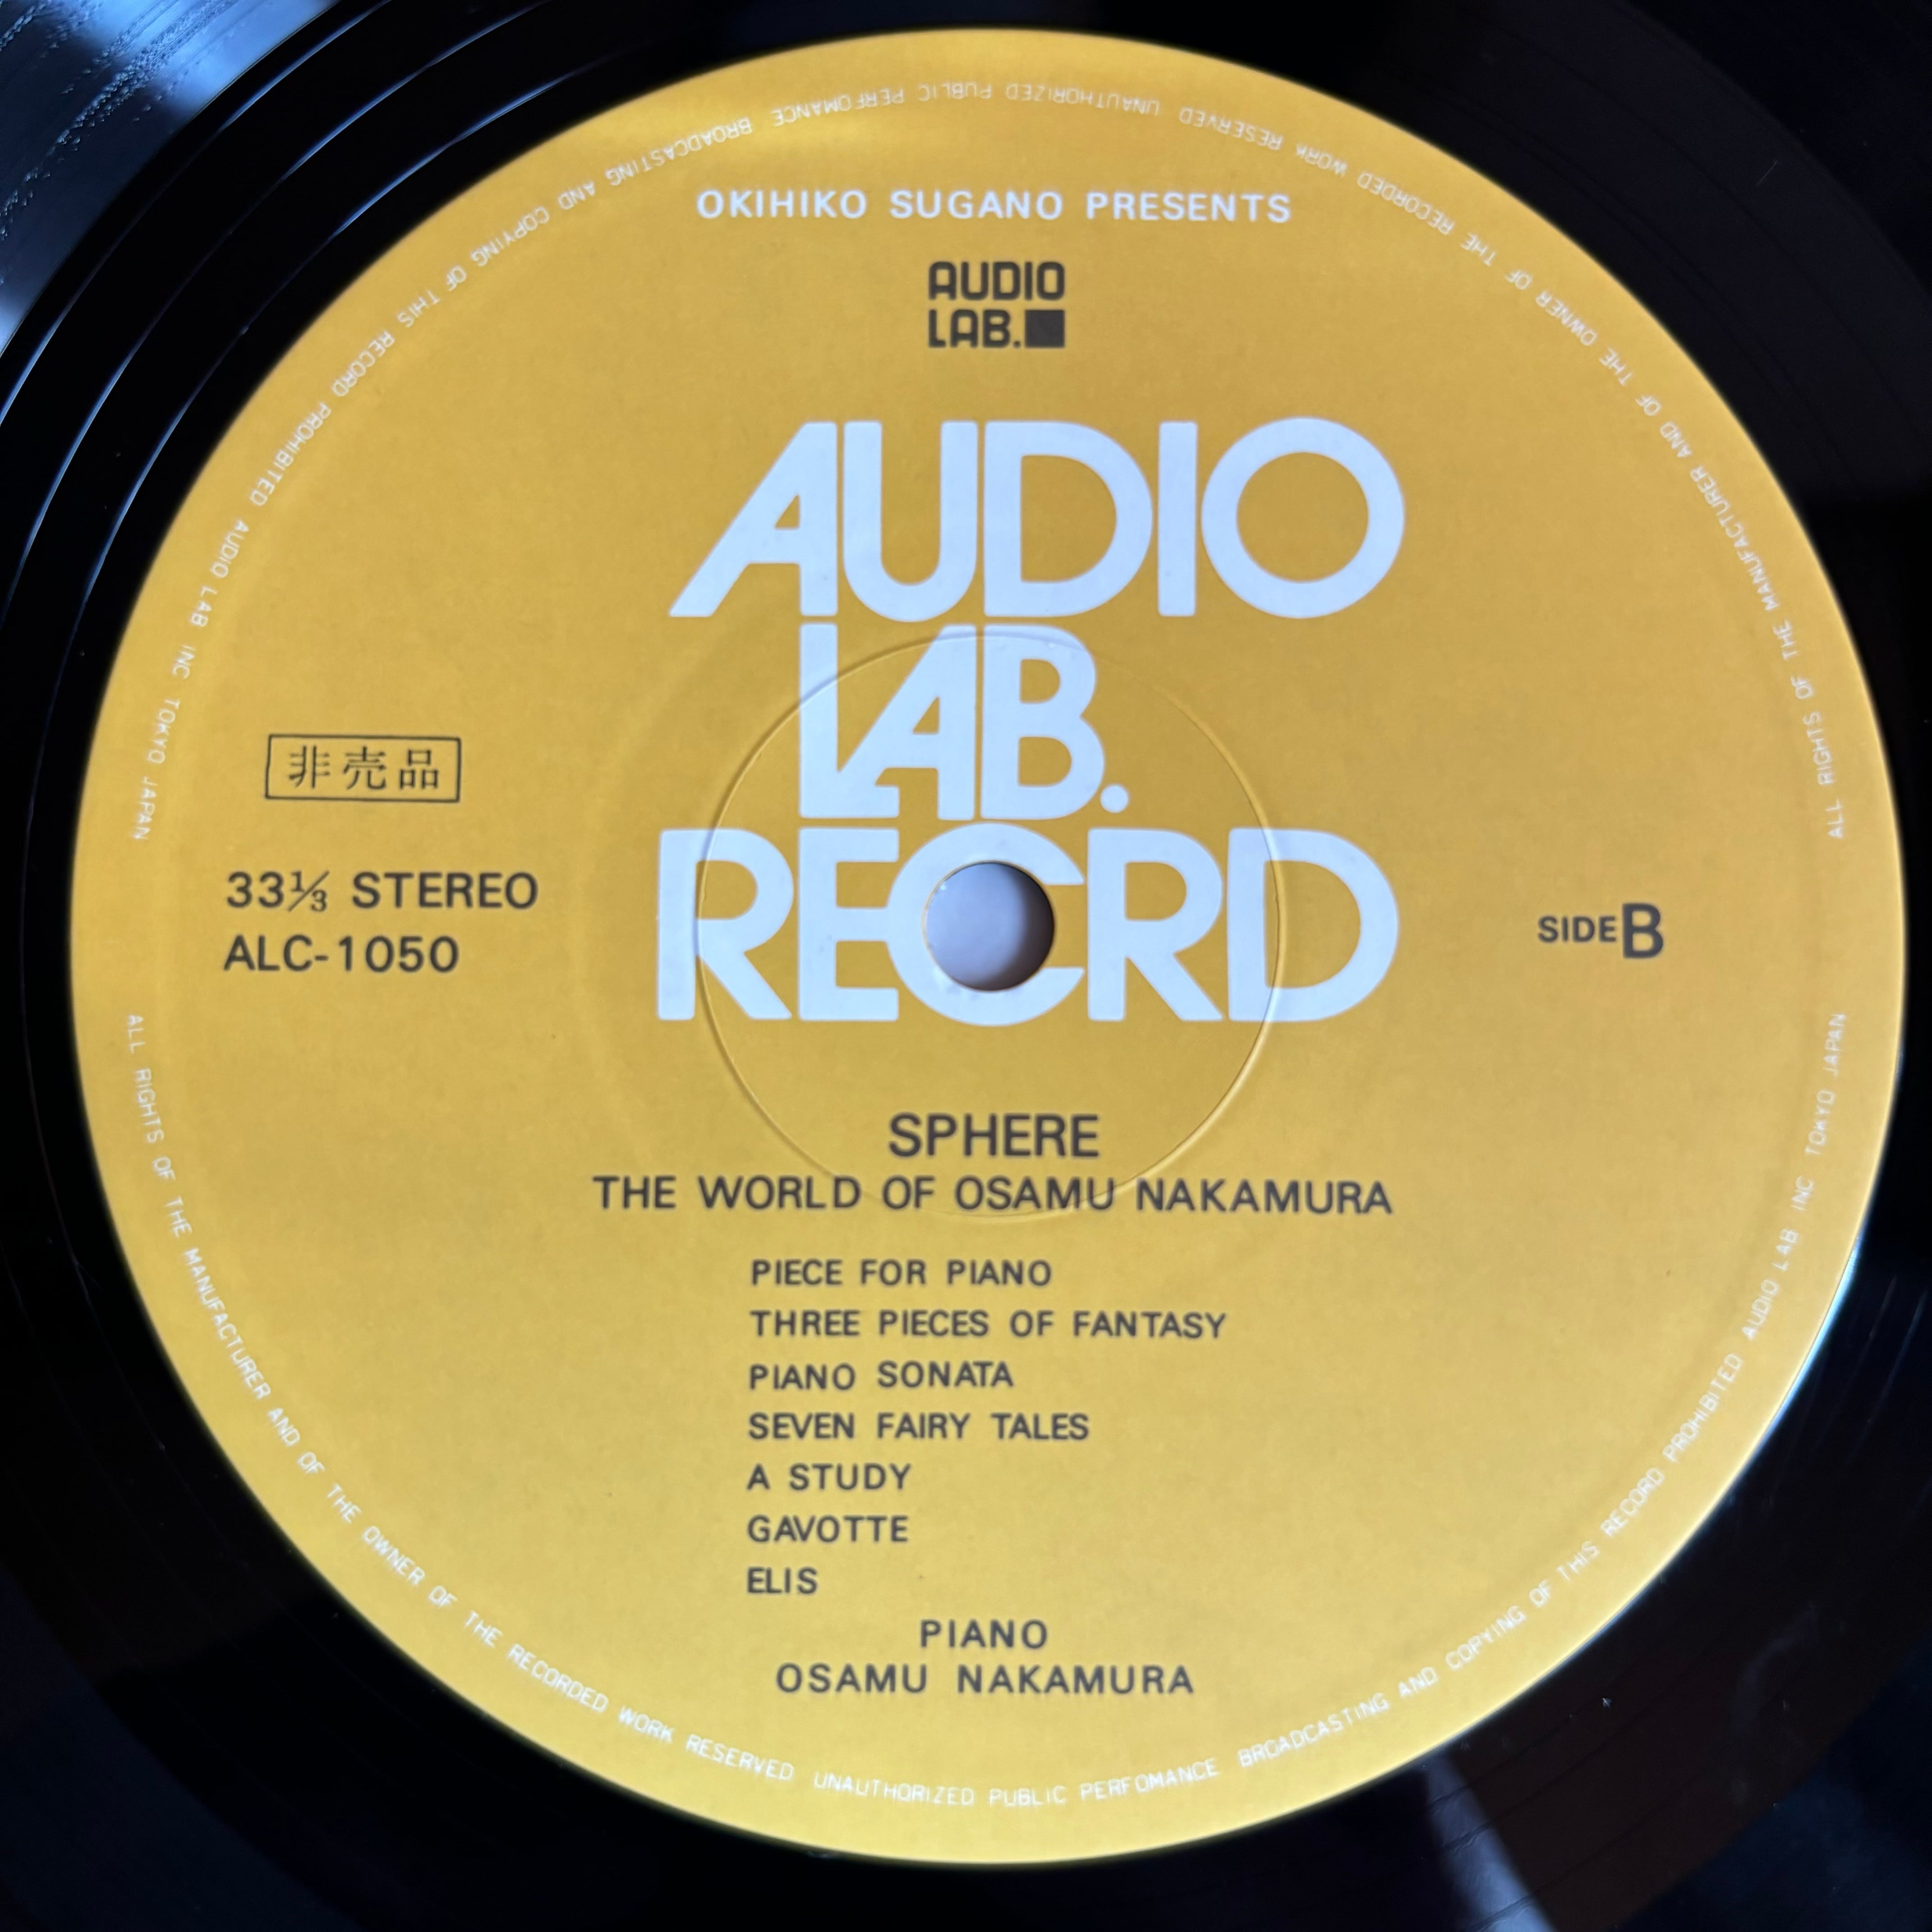 OKIHIKO SUGANO PRESENTS
AUDIO
LAB.
AUDIO
LAB.
RECRD
非売品
33⅓ STEREO
ALC-1050
SIDE B
SPHERE
THE WORLD OF OSAMU NAKAMURA
PIECE FOR PIANO
THREE PIECES OF FANTASY
PIANO SONATA
SEVEN FAIRY TALES
A STUDY
GAVOTTE
ELIS
PIANO
OSAMU NAKAMURA
ALL RIGHTS OF THE MANUFACTURER AND OF THE OWNER OF THE RECORDED WORK RESERVED UNAUTHORIZED PUBLIC PERFOMANCE BROADCASTING AND COPYING OF THIS RECORD PROHIBITED AUDIO LAB INC TOKYO JAPAN
ALL RIGHTS OF THE MANUFACTURER AND OF THE OWNER OF THE RECORDED WORK RESERVED UNAUTHORIZED PUBLIC PERFOMANCE BROADCASTING AND COPYING OF THIS RECORD PROHIBITED AUDIO LAB INC TOKYO JAPAN